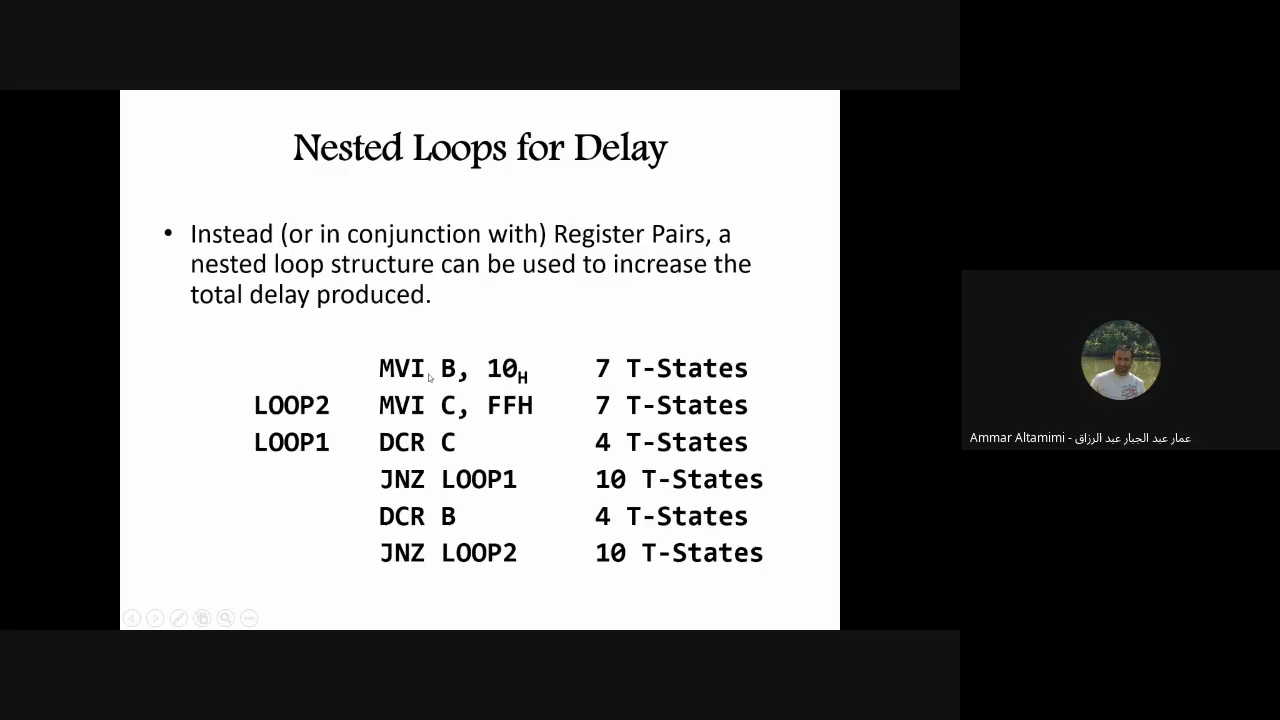 Nested Loops for Delay
• Instead (or in conjunction with) Register Pairs, a
nested loop structure can be used to increase the
total delay produced.
MVI B, 10H 7 T-States
LOOP2 MVI C, FFH 7 T-States
LOOP1 DCR C 4 T-States
JNZ LOOP1 10 T-States
DCR B 4 T-States
JNZ LOOP2 10 T-States
Ammar Altamimi - عمار عبد الجبار عبد الرزاق